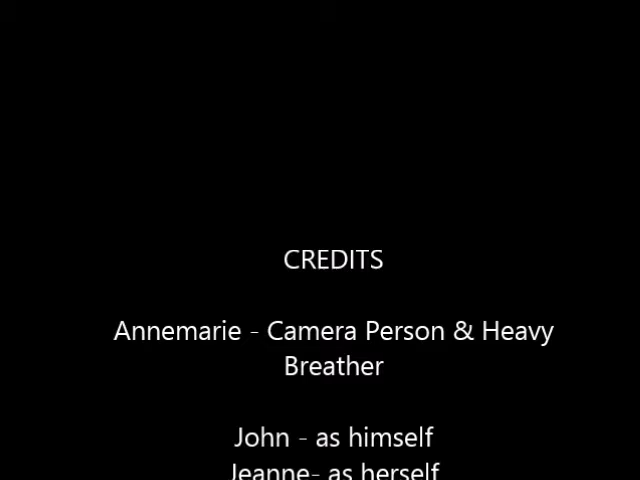 CREDITS
Annemarie - Camera Person & Heavy
Breather
John - as himself
Jeanne- as herself